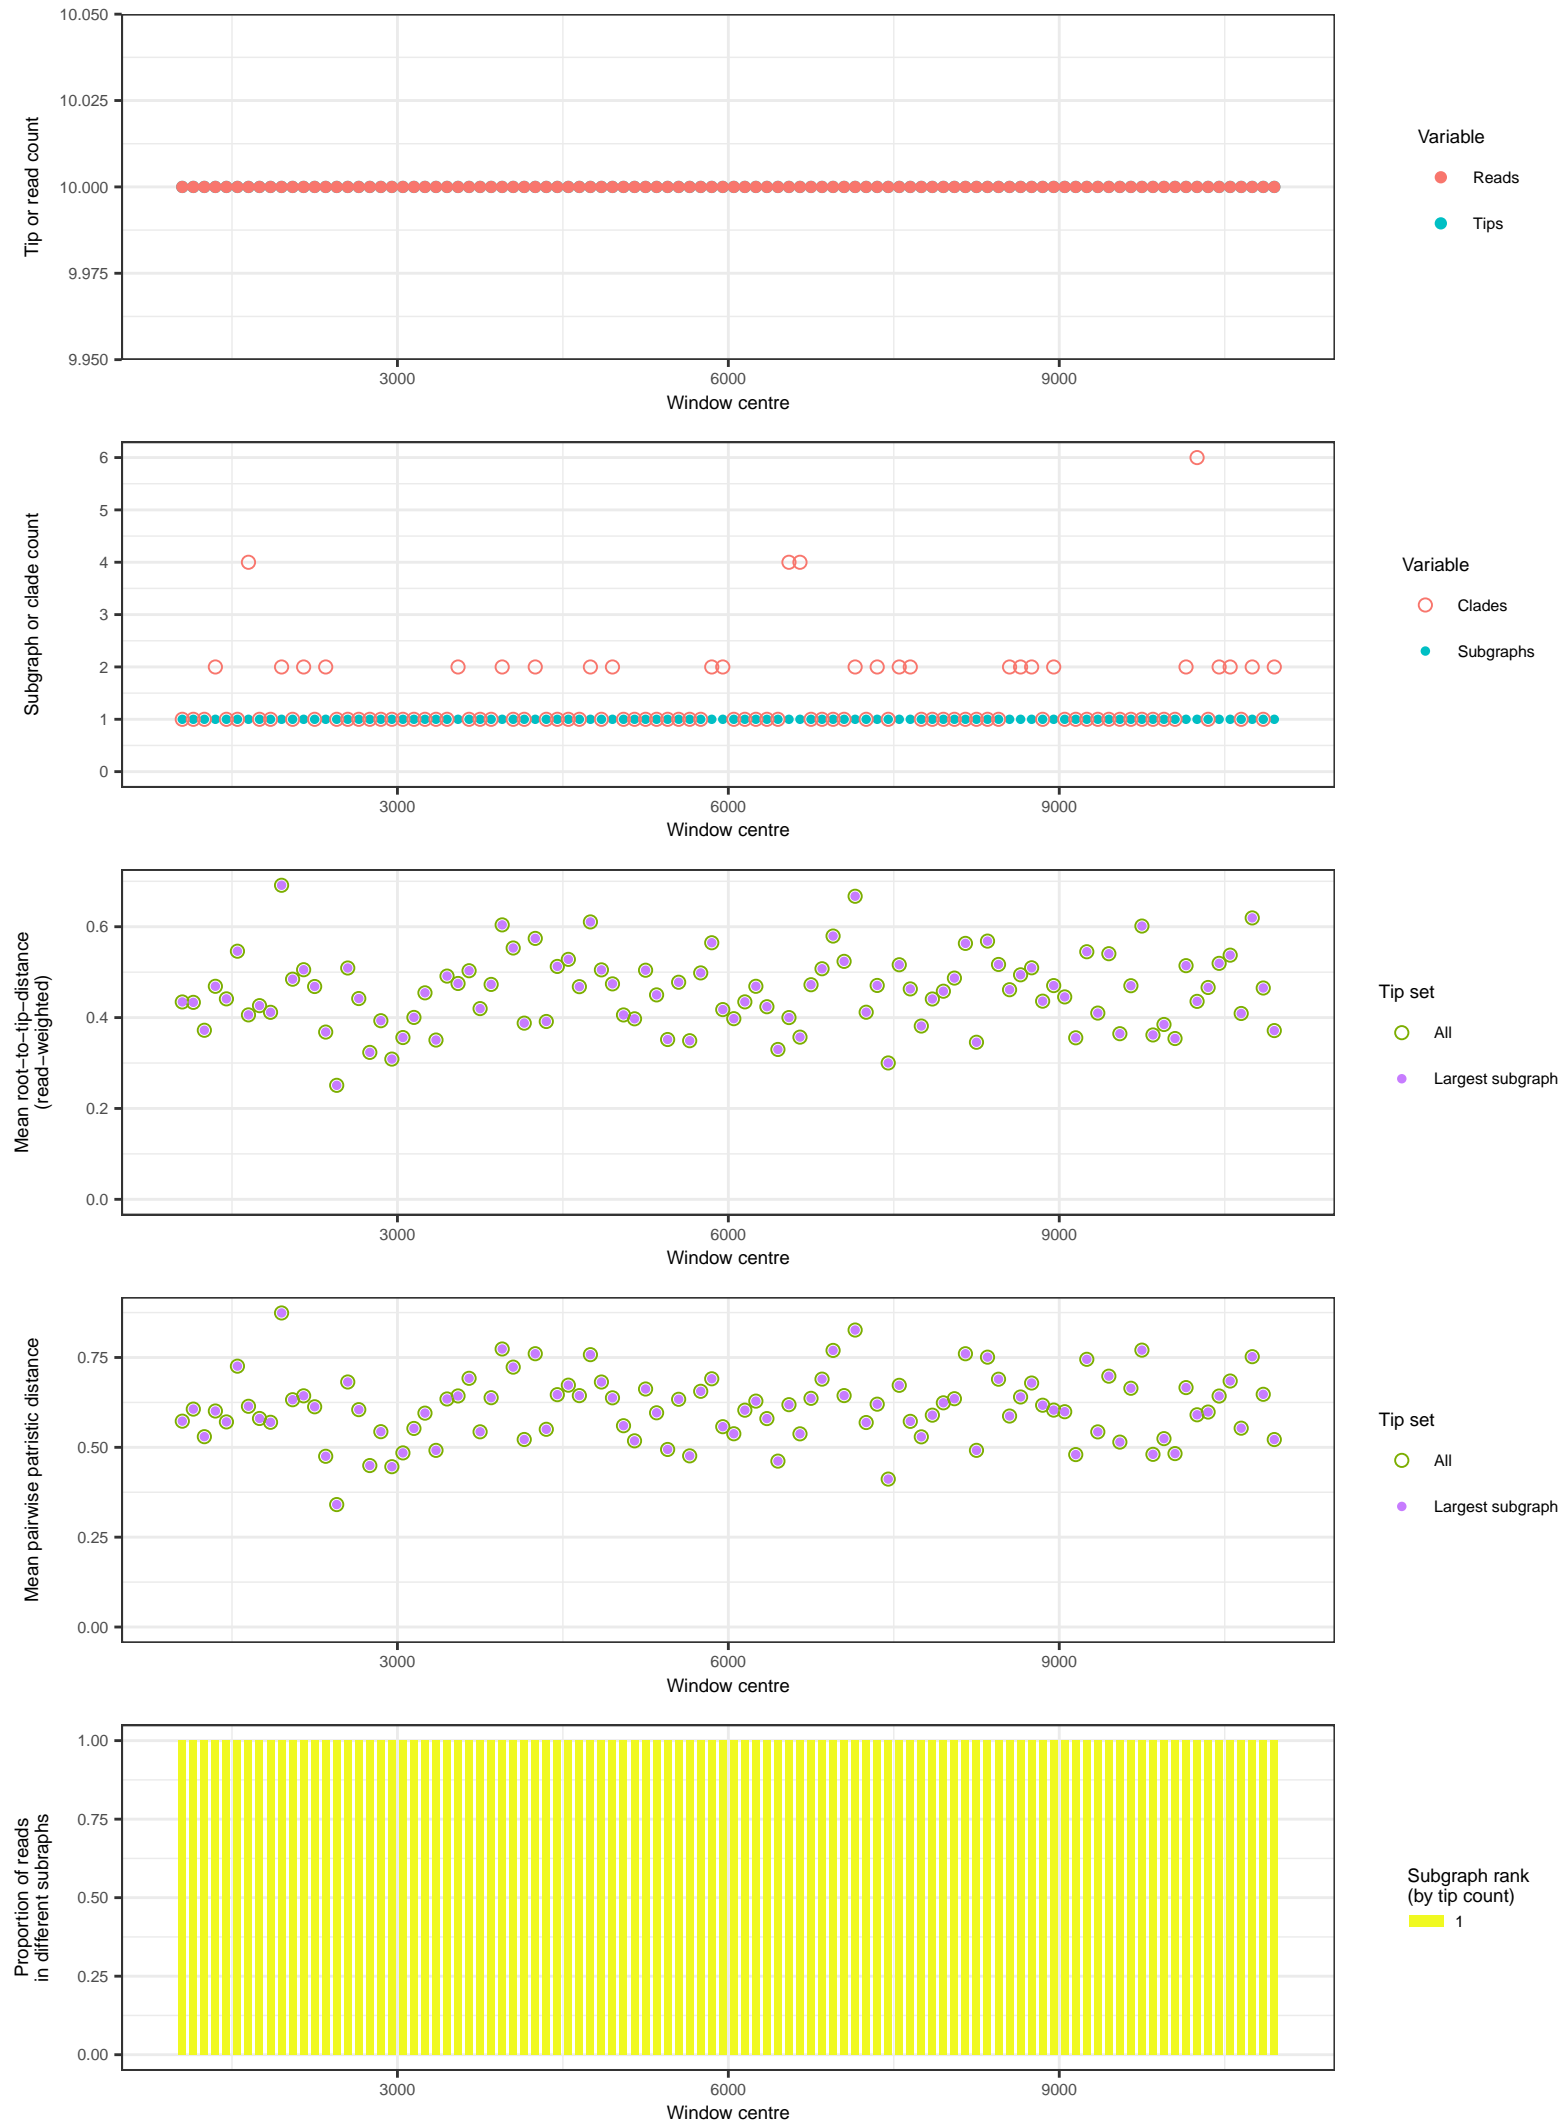 10.050
10.025
10.000
9.975
9.950
Tip or read count
3000
6000
9000
Window centre
Variable
Reads
Tips
6
5
4
3
2
1
0
Subgraph or clade count
3000
6000
9000
Window centre
Variable
Clades
Subgraphs
0.6
0.4
0.2
0.0
Mean root−to−tip−distance
(read−weighted)
3000
6000
9000
Window centre
Tip set
All
Largest subgraph
0.75
0.50
0.25
0.00
Mean pairwise patristic distance
3000
6000
9000
Window centre
Tip set
All
Largest subgraph
1.00
0.75
0.50
0.25
0.00
Proportion of reads
in different subraphs
3000
6000
9000
Window centre
Subgraph rank
(by tip count)
1